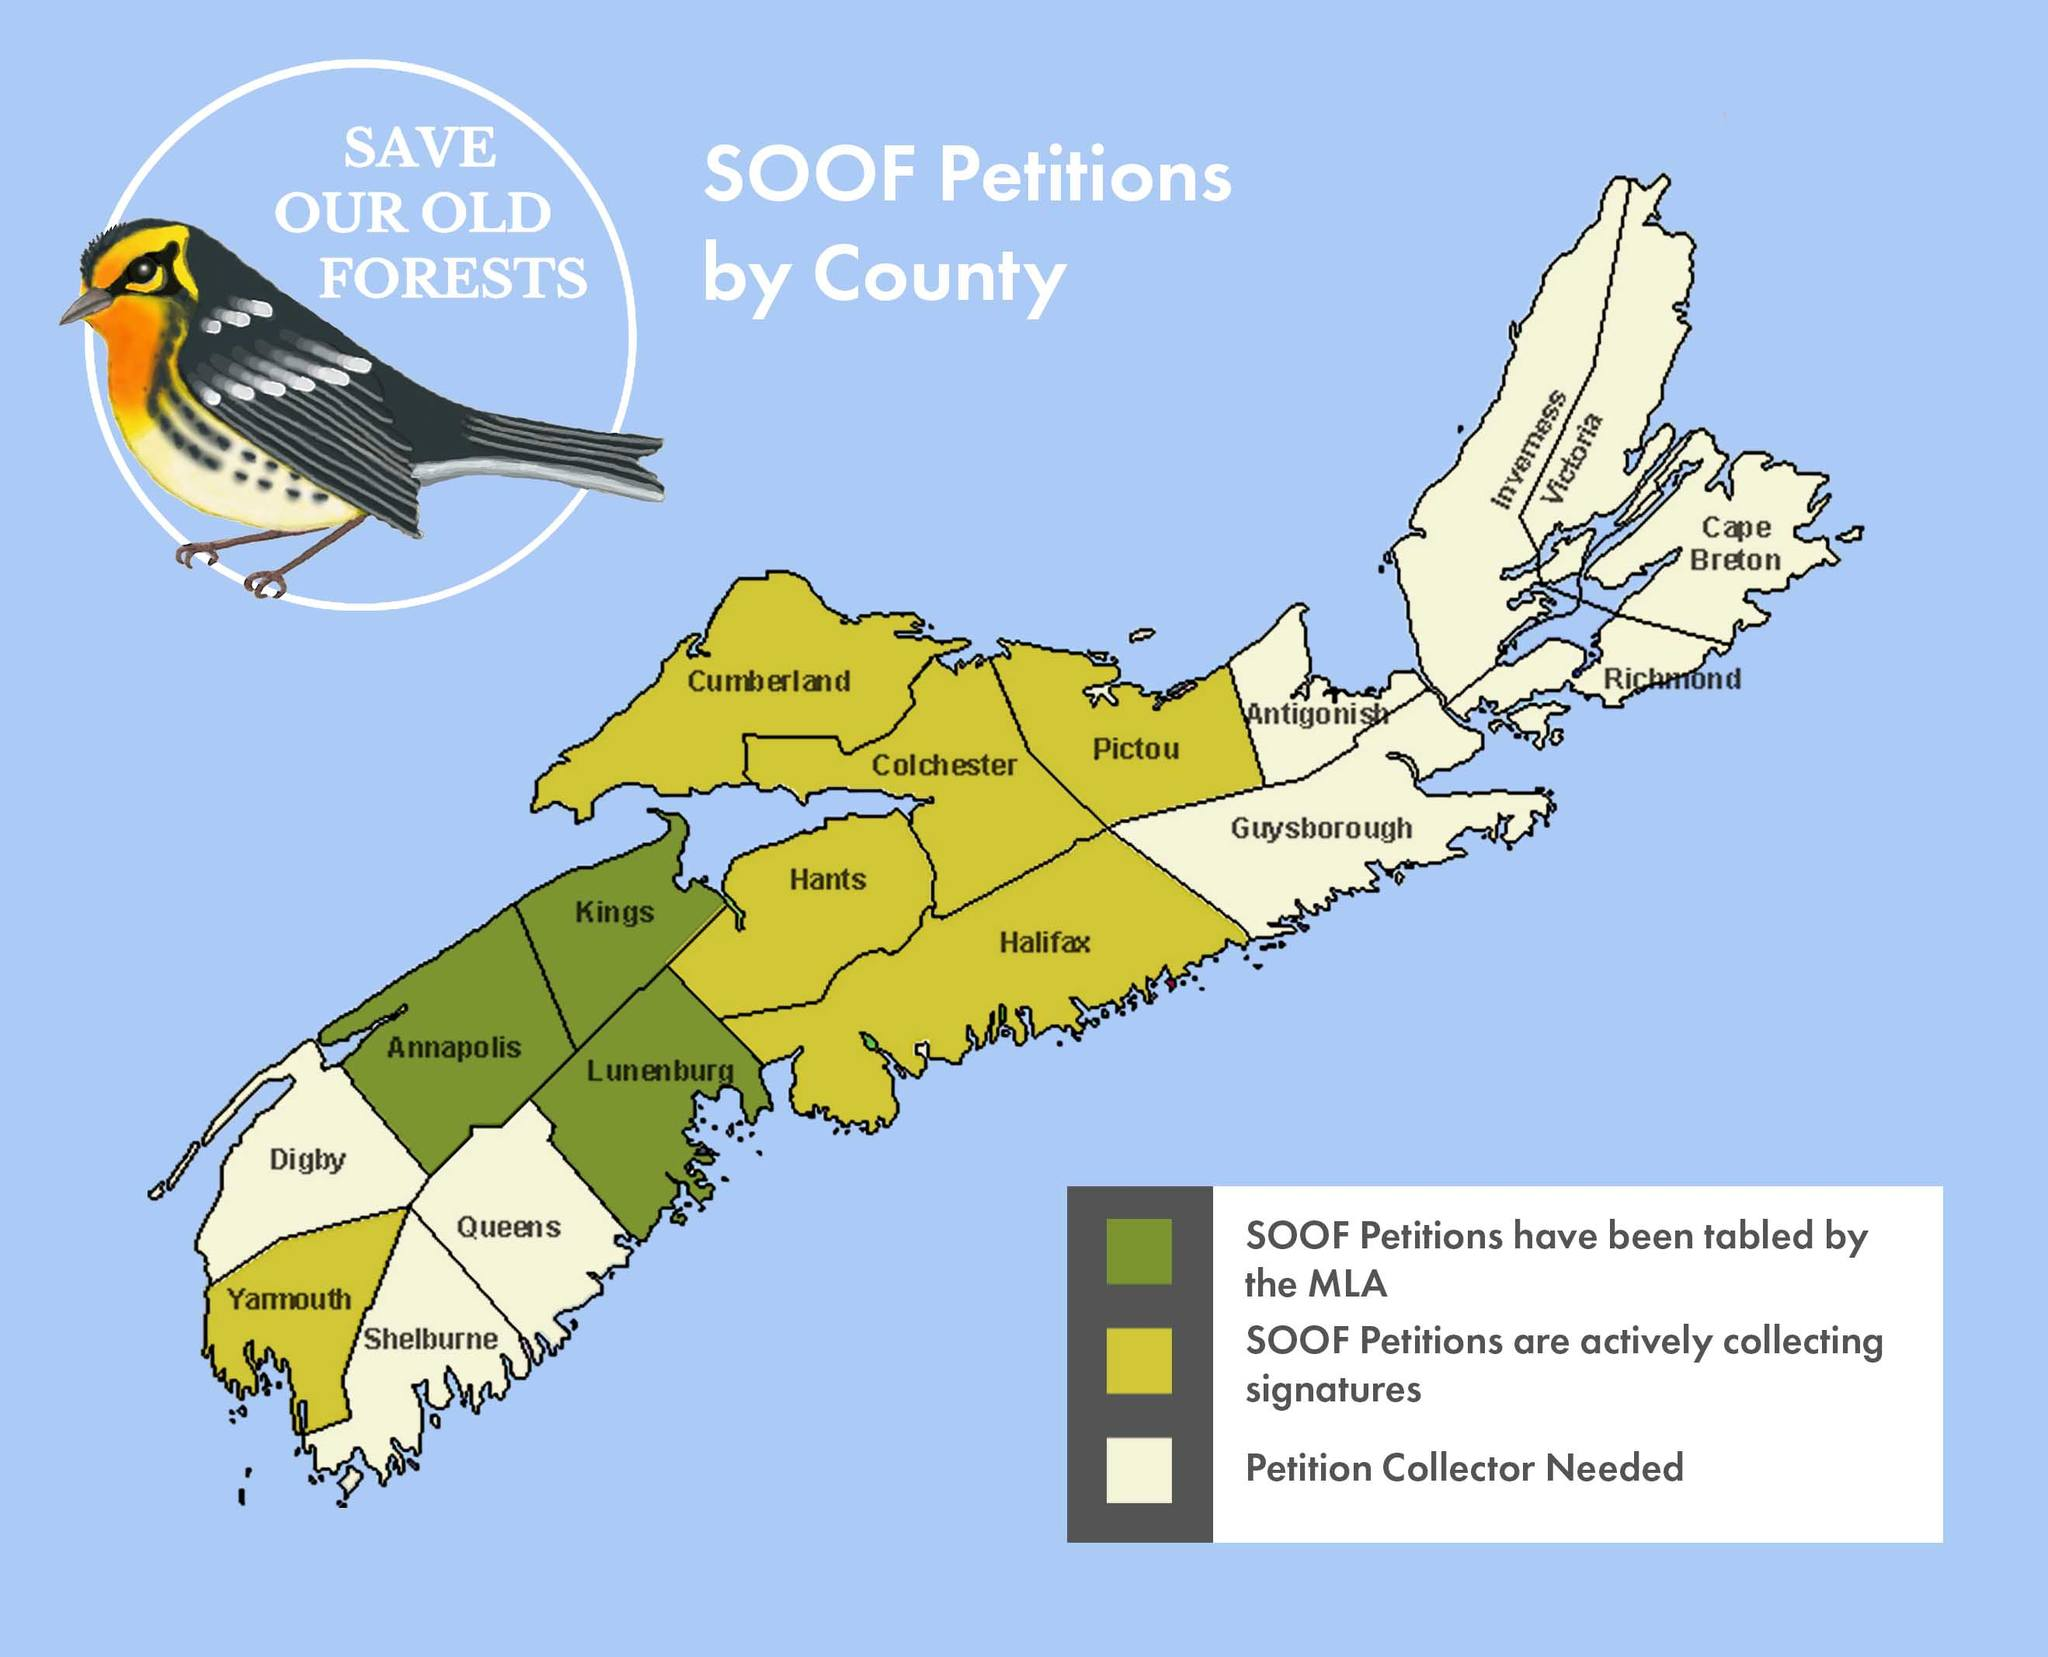 SAVE
OUR OLD
FORESTS
SOOF Petitions
by County
Inverness
Victoria
Cape
Breton
Richmond
Cumberland
Antigonish
Pictou
Colchester
Guysborough
Hants
Kings
Halifax
Annapolis
Lunenburg
Digby
Queens
Yarmouth
Shelburne
SOOF Petitions have been tabled by
the MLA
SOOF Petitions are actively collecting
signatures
Petition Collector Needed